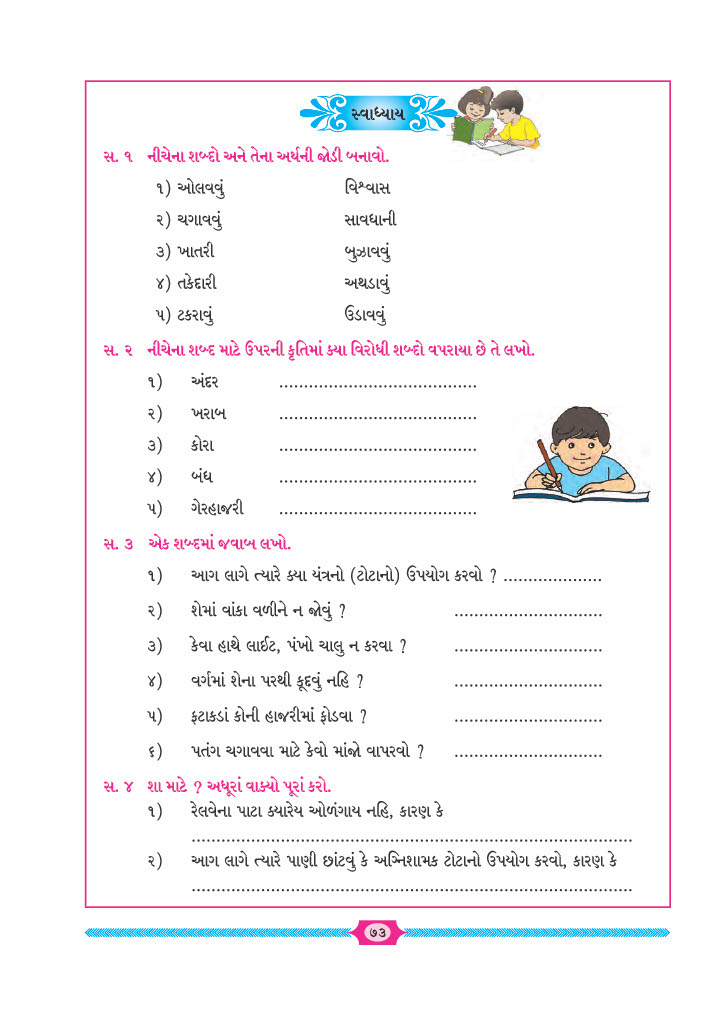 સ્વાધ્યાય
સ. ૧ નીચેના શબ્દો અને તેના અર્થની જોડી બનાવો.
૧) ઓલવવું વિશ્વાસ
૨) ચગાવવું સાવધાની
૩) ખાતરી બુઝાવવું
૪) તકેદારી અથડાવું
૫) ટકરાવું ઉડાવવું
સ. ૨ નીચેના શબ્દ માટે ઉપરની કૃતિમાં ક્યા વિરોધી શબ્દો વપરાયા છે તે લખો.
૧) અંદર ........................................
૨) ખરાબ ........................................
૩) કોરા ........................................
૪) બંધ ........................................
૫) ગેરહાજરી ........................................
સ. ૩ એક શબ્દમાં જવાબ લખો.
૧) આગ લાગે ત્યારે ક્યા યંત્રનો (ટોટાનો) ઉપયોગ કરવો ? ....................
૨) શેમાં વાંકા વળીને ન જોવું ? ..............................
૩) કેવા હાથે લાઈટ, પંખો ચાલુ ન કરવા ? ..............................
૪) વર્ગમાં શેના પરથી કૂદવું નહિ ? ..............................
૫) ફટાકડાં કોની હાજરીમાં ફોડવા ? ..............................
૬) પતંગ ચગાવવા માટે કેવો માંજો વાપરવો ? ..............................
સ. ૪ શા માટે ? અધૂરાં વાક્યો પૂરાં કરો.
૧) રેલવેના પાટા ક્યારેય ઓળંગાય નહિ, કારણ કે
..........................................................................................
૨) આગ લાગે ત્યારે પાણી છાંટવું કે અગ્નિશામક ટોટાનો ઉપયોગ કરવો, કારણ કે
..........................................................................................
૭૩